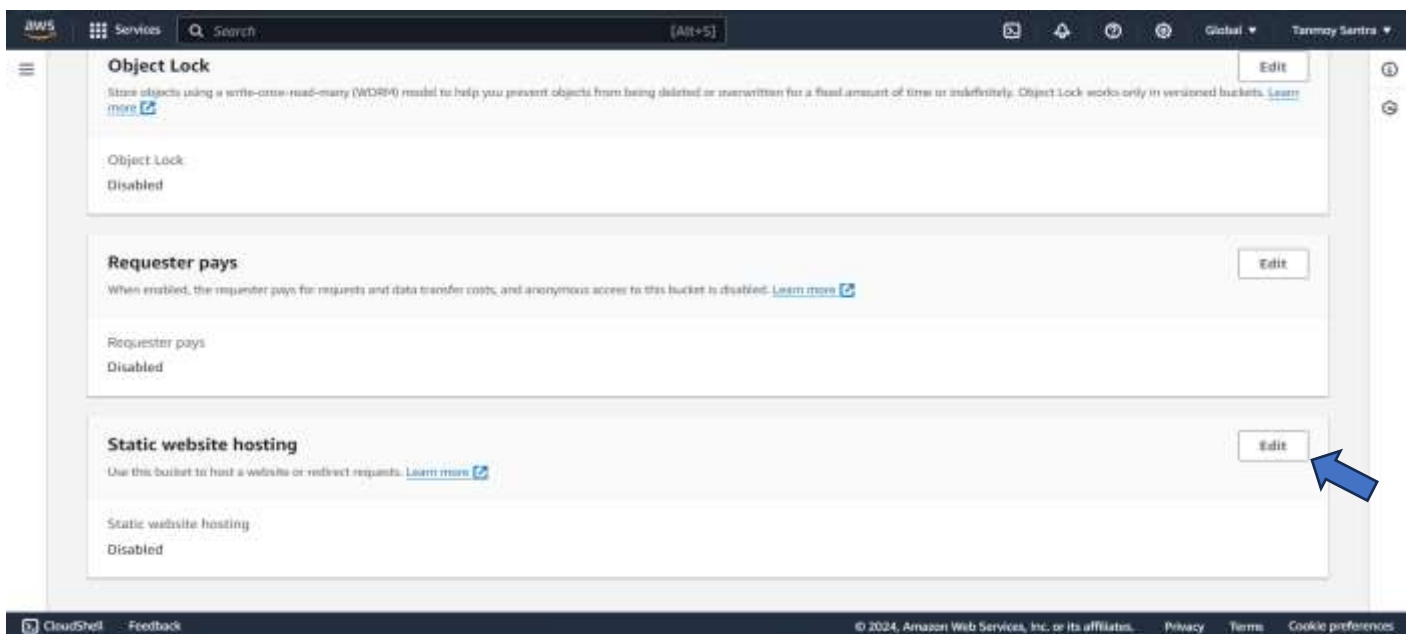 aws Services Search [Alt+S] Global Tanmoy Santra
Object Lock Edit
Store objects using a write-once-read-many (WORM) model to help you prevent objects from being deleted or overwritten for a fixed amount of time or indefinitely. Object Lock works only in versioned buckets. Learn
more
Object Lock
Disabled
Requester pays Edit
When enabled, the requester pays for requests and data transfer costs, and anonymous access to this bucket is disabled. Learn more
Requester pays
Disabled
Static website hosting Edit
Use this bucket to host a website or redirect requests. Learn more
Static website hosting
Disabled
CloudShell Feedback © 2024, Amazon Web Services, Inc. or its affiliates. Privacy Terms Cookie preferences